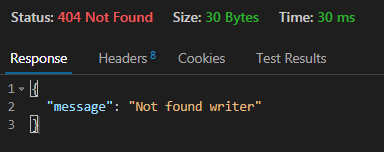 Status: 404 Not Found Size: 30 Bytes Time: 30 ms
Response Headers 8 Cookies Test Results
1 {
2 "message": "Not found writer"
3 }